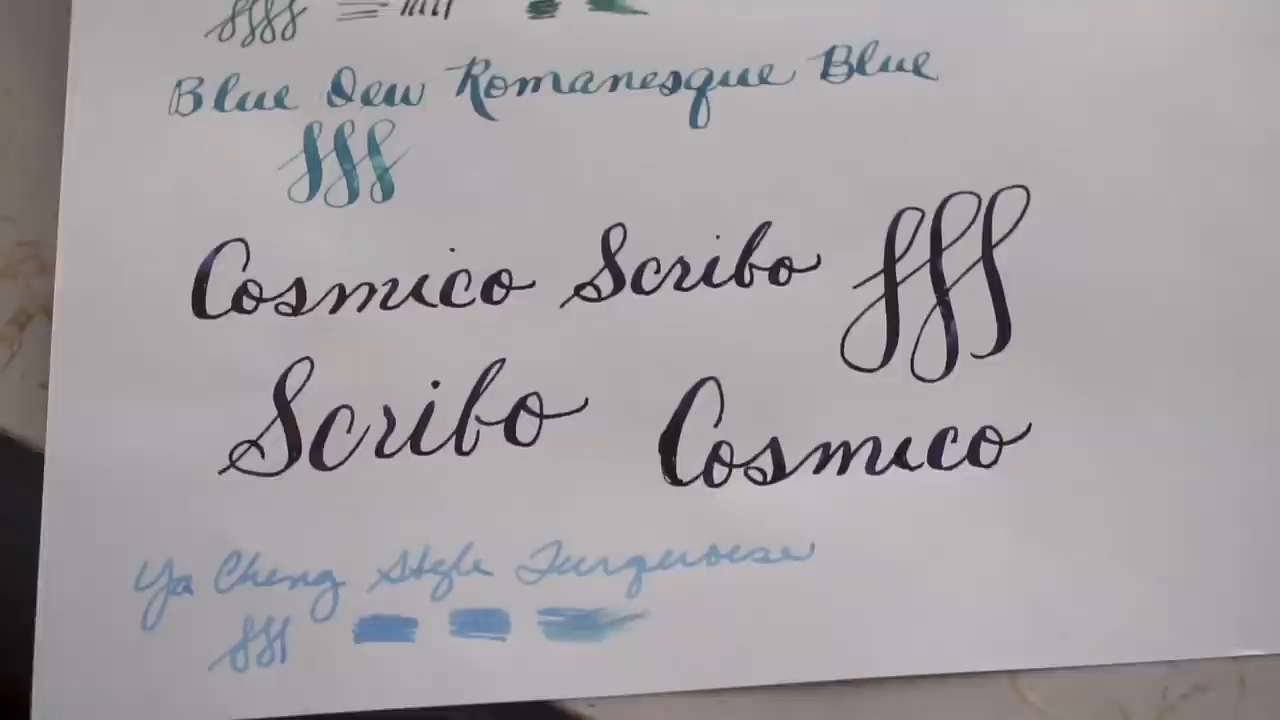 Blue Dew Romanesque Blue
Cosmico Scribo
Scribo Cosmico
Ya Cheng Style Turquoise